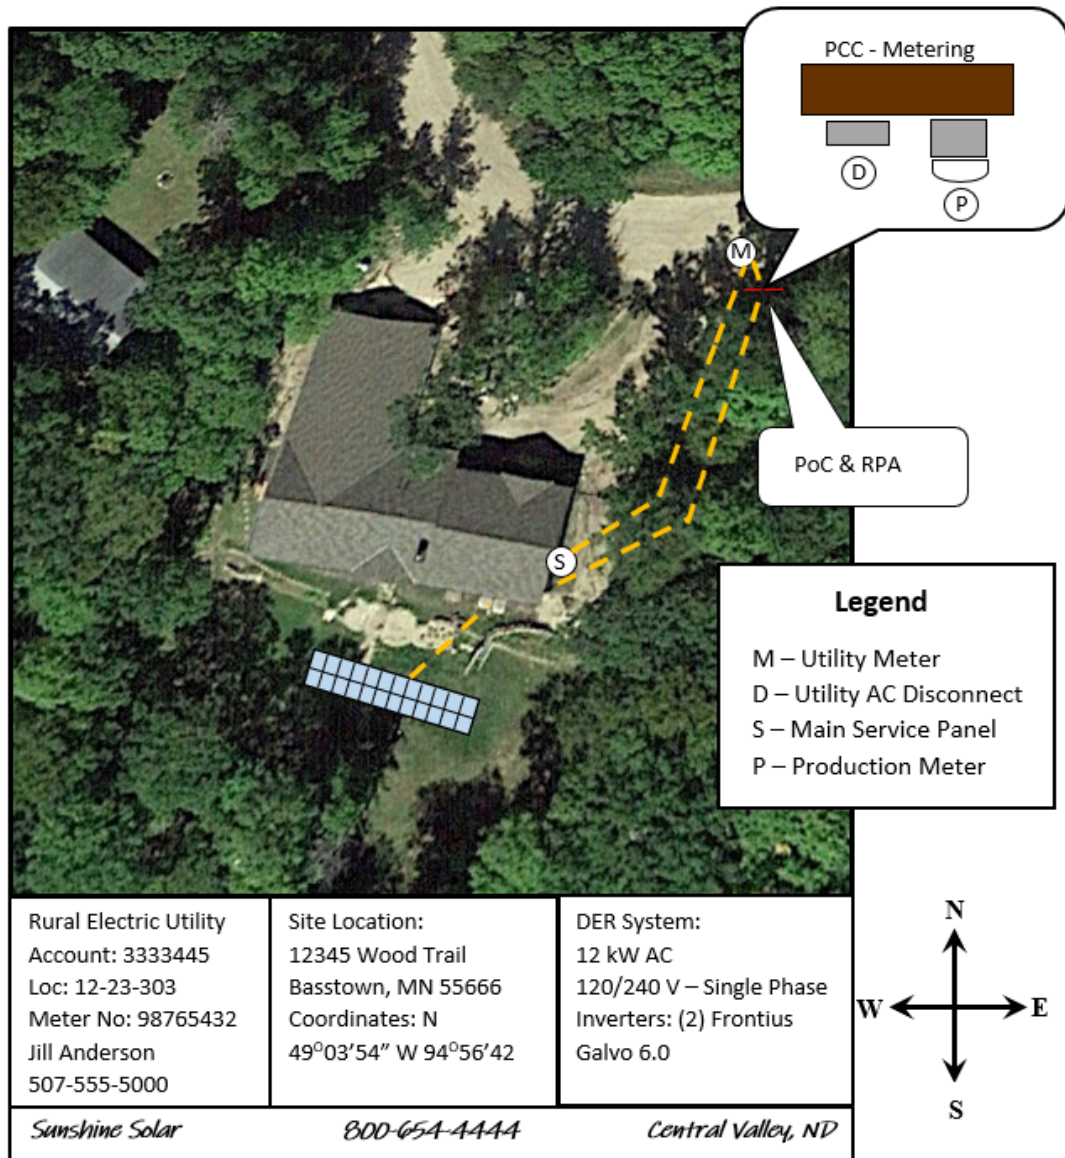 PCC - Metering
D
P
M
PoC & RPA
S
Legend
M – Utility Meter
D – Utility AC Disconnect
S – Main Service Panel
P – Production Meter
Rural Electric Utility
Account: 3333445
Loc: 12-23-303
Meter No: 98765432
Jill Anderson
507-555-5000
Site Location:
12345 Wood Trail
Basstown, MN 55666
Coordinates: N
49⁰03’54” W 94⁰56’42
DER System:
12 kW AC
120/240 V – Single Phase
Inverters: (2) Frontius
Galvo 6.0
N
W E
S
Sunshine Solar 800-654-4444 Central Valley, ND